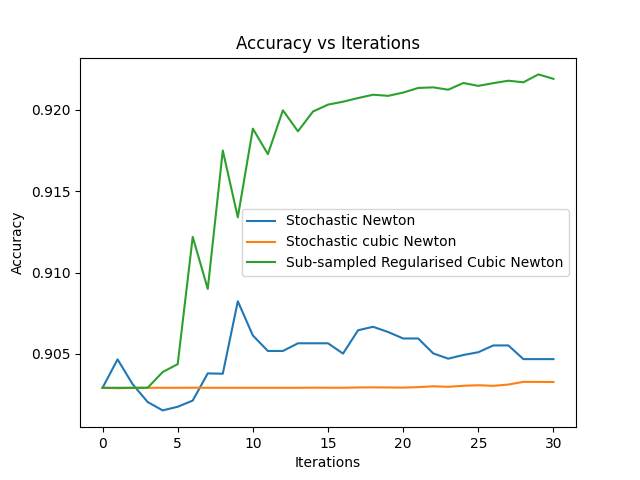 Accuracy vs Iterations
Accuracy
0.920
0.915
0.910
0.905
Stochastic Newton
Stochastic cubic Newton
Sub-sampled Regularised Cubic Newton
0 5 10 15 20 25 30
Iterations